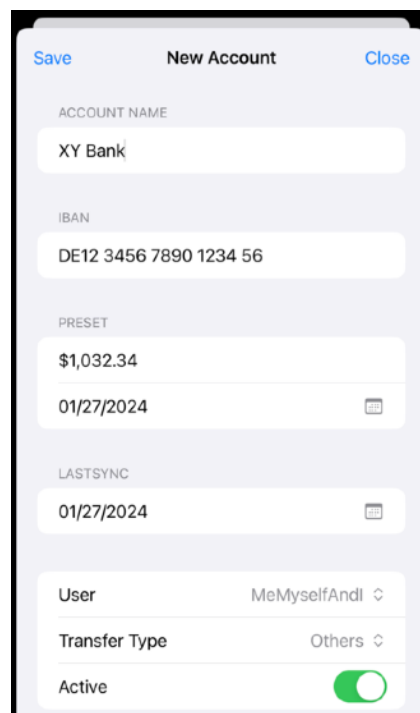 Save New Account Close
ACCOUNT NAME
XY Bank
IBAN
DE12 3456 7890 1234 56
PRESET
$1,032.34
01/27/2024
LASTSYNC
01/27/2024
User MeMyselfAndI
Transfer Type Others
Active